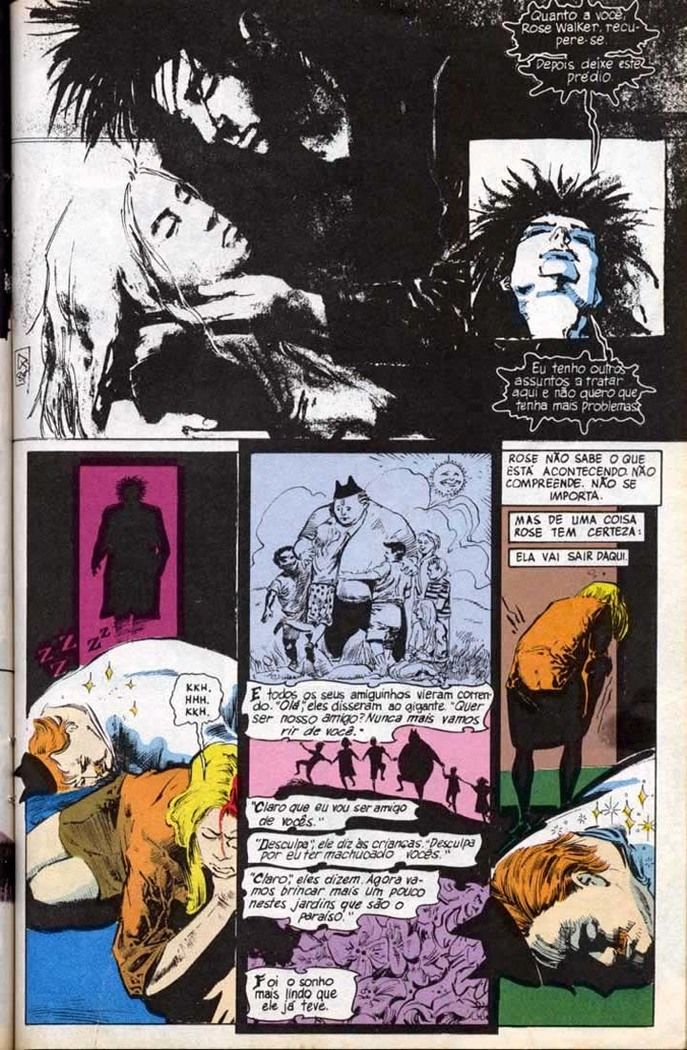 Quanto a você,
Rose Walker, recu-
pere-se.
Depois deixe este
prédio.
Eu tenho outros
assuntos a tratar
aqui e não quero que
tenha mais problemas.
ZZZ
ZZZ
KKH,
HHH,
KKH.
E todos os seus amiguinhos vieram corren-
do. "Olá", eles disseram ao gigante. "Quer
ser nosso amigo? Nunca mais vamos
rir de você."
"Claro que eu vou ser amigo
de vocês."
"Desculpa", ele diz às crianças. "Desculpa
por eu ter machucado vocês."
"Claro", eles dizem. Agora va-
mos brincar mais um pouco
nestes jardins que são o
paraíso."
Foi o sonho
mais lindo que
ele já teve.
ROSE NÃO SABE O QUE
ESTÁ ACONTECENDO. NÃO
COMPREENDE. NÃO SE
IMPORTA.
MAS DE UMA COISA
ROSE TEM CERTEZA:
ELA VAI SAIR DAQUI.